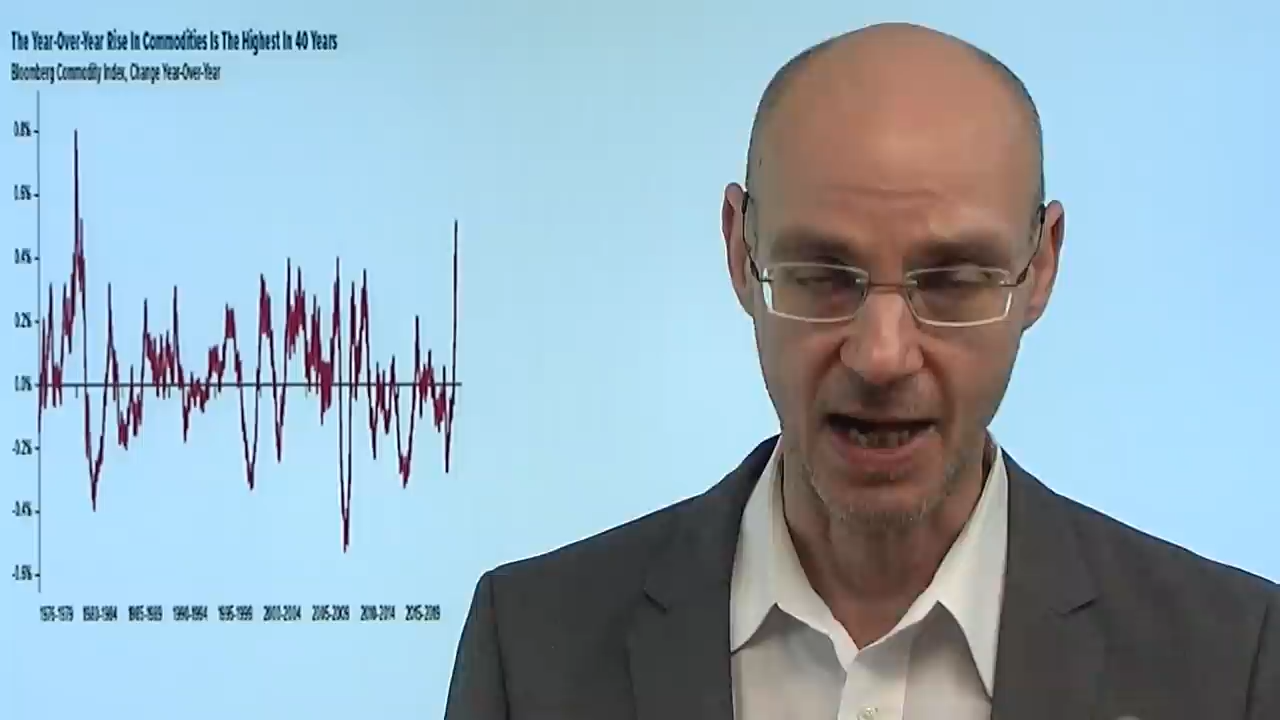 The Year-Over-Year Rise In Commodities Is The Highest In 40 Years
Bloomberg Commodity Index, Change Year-Over-Year
0.8%
0.6%
0.4%
0.2%
0.0%
-0.2%
-0.4%
-0.6%
1975-1979 1980-1984 1985-1989 1990-1994 1995-1999 2000-2004 2005-2009 2010-2014 2015-2019